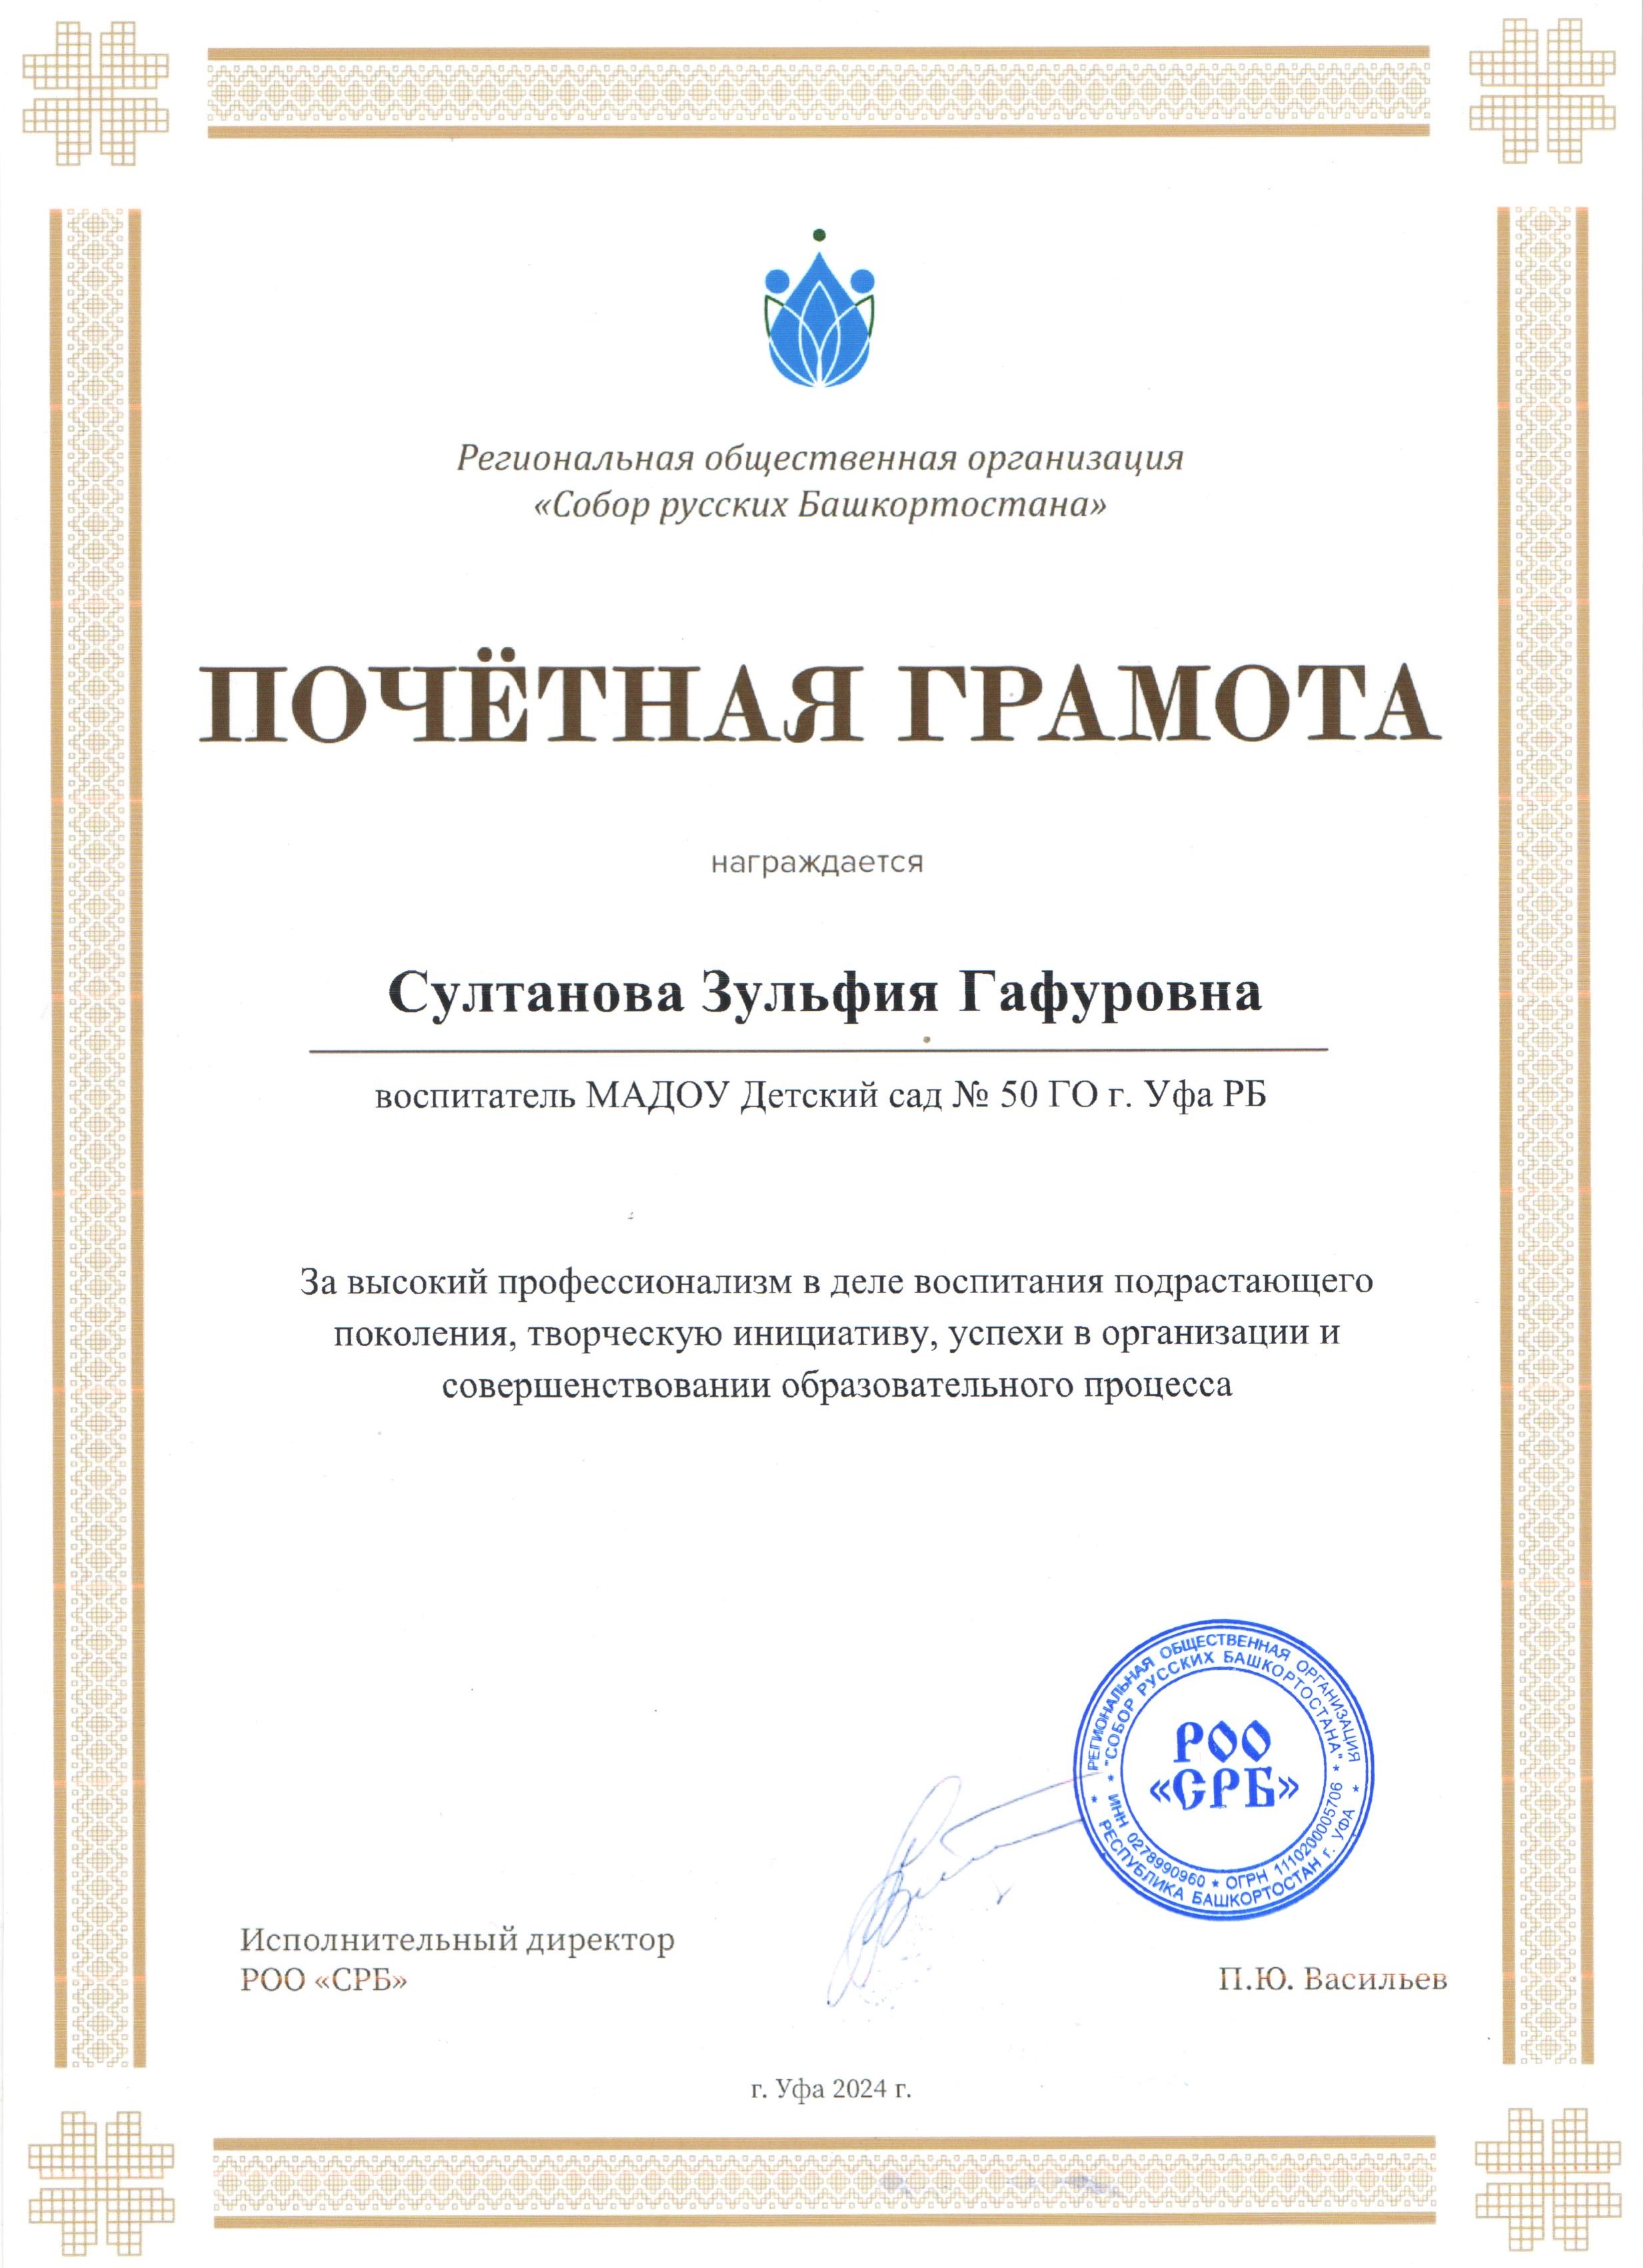 Региональная общественная организация
«Собор русских Башкортостана»
ПОЧЁТНАЯ ГРАМОТА
награждается
Султанова Зульфия Гафуровна
воспитатель МАДОУ Детский сад № 50 ГО г. Уфа РБ
За высокий профессионализм в деле воспитания подрастающего
поколения, творческую инициативу, успехи в организации и
совершенствовании образовательного процесса
* РЕГИОНАЛЬНАЯ ОБЩЕСТВЕННАЯ ОРГАНИЗАЦИЯ *
РЕСПУБЛИКА БАШКОРТОСТАН г. УФА
* "СОБОР РУССКИХ БАШКОРТОСТАНА" *
ИНН 0278990960 * ОГРН 1110200005706
РОО
«СРБ»
Исполнительный директор
РОО «СРБ»
П.Ю. Васильев
г. Уфа 2024 г.